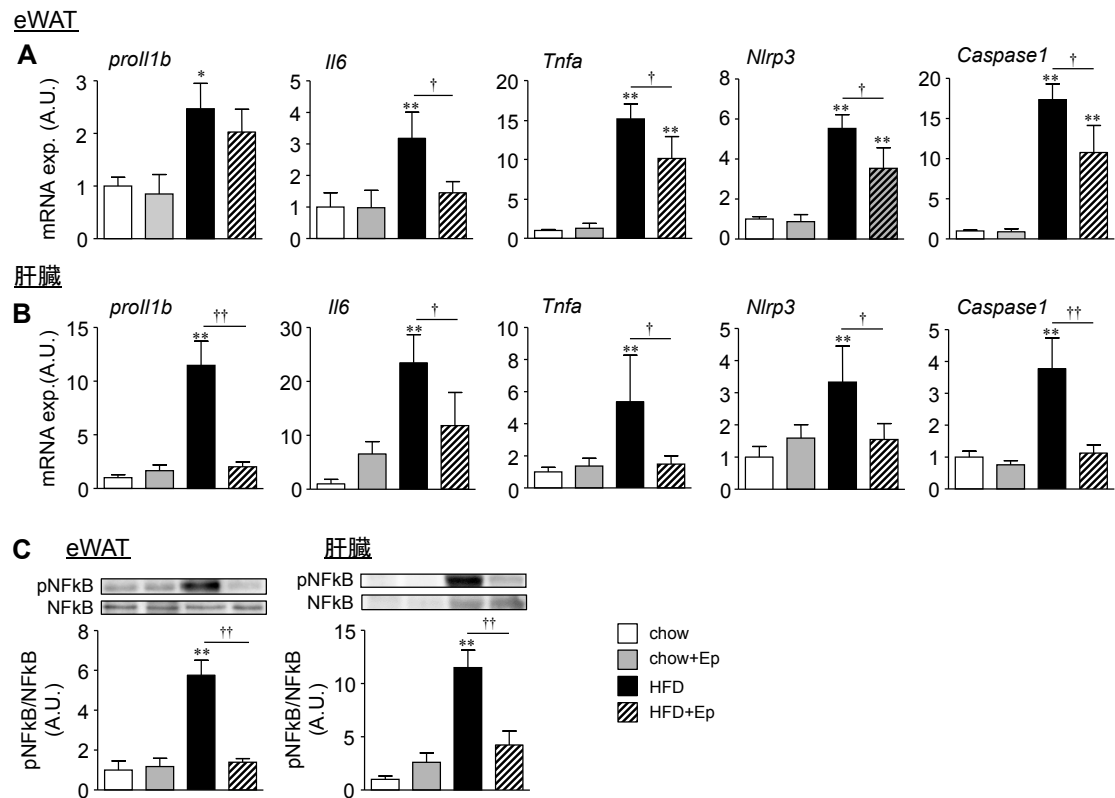 eWAT
A
proIl1b
Il6
Tnfa
Nlrp3
Caspase1
mRNA exp. (A.U.)
3
2
1
0
*
5
4
3
2
1
0
**
†
20
15
10
5
0
**
†
**
8
6
4
2
0
**
†
20
15
10
5
0
**
†
**
肝臓
B
proIl1b
Il6
Tnfa
Nlrp3
Caspase1
mRNA exp.(A.U.)
15
10
5
0
**
††
30
20
10
0
**
†
10
8
6
4
2
0
**
†
5
4
3
2
1
0
**
†
5
4
3
2
1
0
**
††
C
eWAT
pNFkB
NFkB
pNFkB/NFkB
(A.U.)
8
6
4
2
0
**
††
肝臓
pNFkB
NFkB
pNFkB/NFkB
(A.U.)
15
10
5
0
**
††
chow
chow+Ep
HFD
HFD+Ep